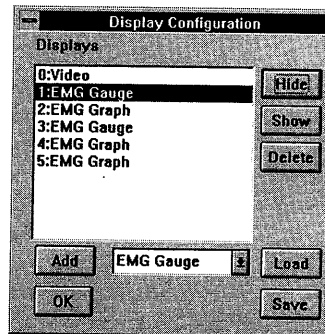 Display Configuration
Displays
0:Video
1:EMG Gauge
2:EMG Graph
3:EMG Gauge
4:EMG Graph
5:EMG Graph
Hide
Show
Delete
Add
EMG Gauge
Load
OK
Save